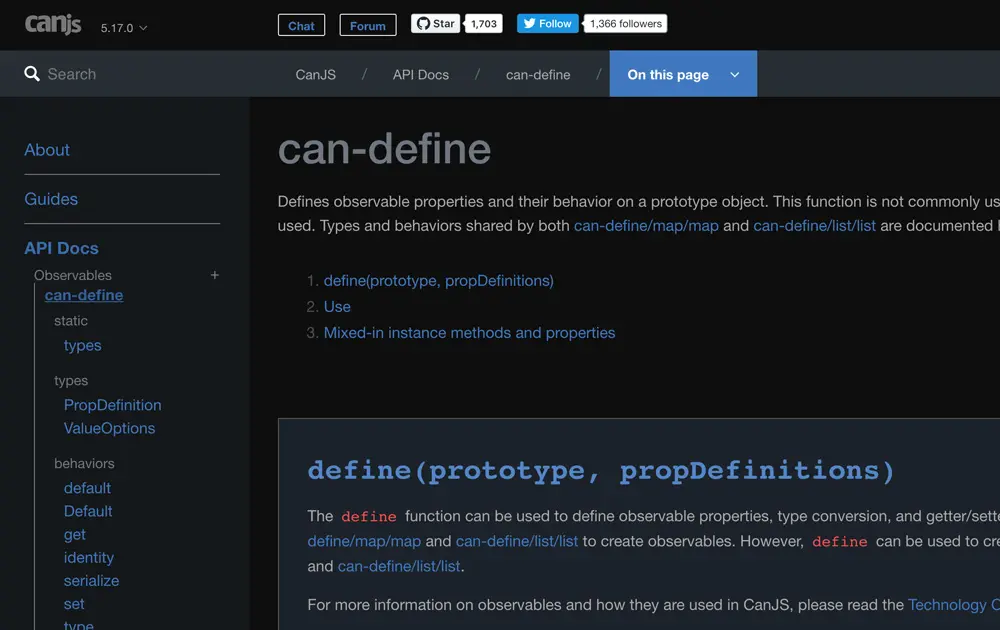 canjs 5.17.0
Chat Forum Star 1,703 Follow 1,366 followers
Search
CanJS / API Docs / can-define / On this page
About
Guides
API Docs
Observables +
can-define
static
types
types
PropDefinition
ValueOptions
behaviors
default
Default
get
identity
serialize
set
type
can-define
Defines observable properties and their behavior on a prototype object. This function is not commonly us
used. Types and behaviors shared by both can-define/map/map and can-define/list/list are documented
1. define(prototype, propDefinitions)
2. Use
3. Mixed-in instance methods and properties
define(prototype, propDefinitions)
The define function can be used to define observable properties, type conversion, and getter/sette
define/map/map and can-define/list/list to create observables. However, define can be used to cre
and can-define/list/list.
For more information on observables and how they are used in CanJS, please read the Technology